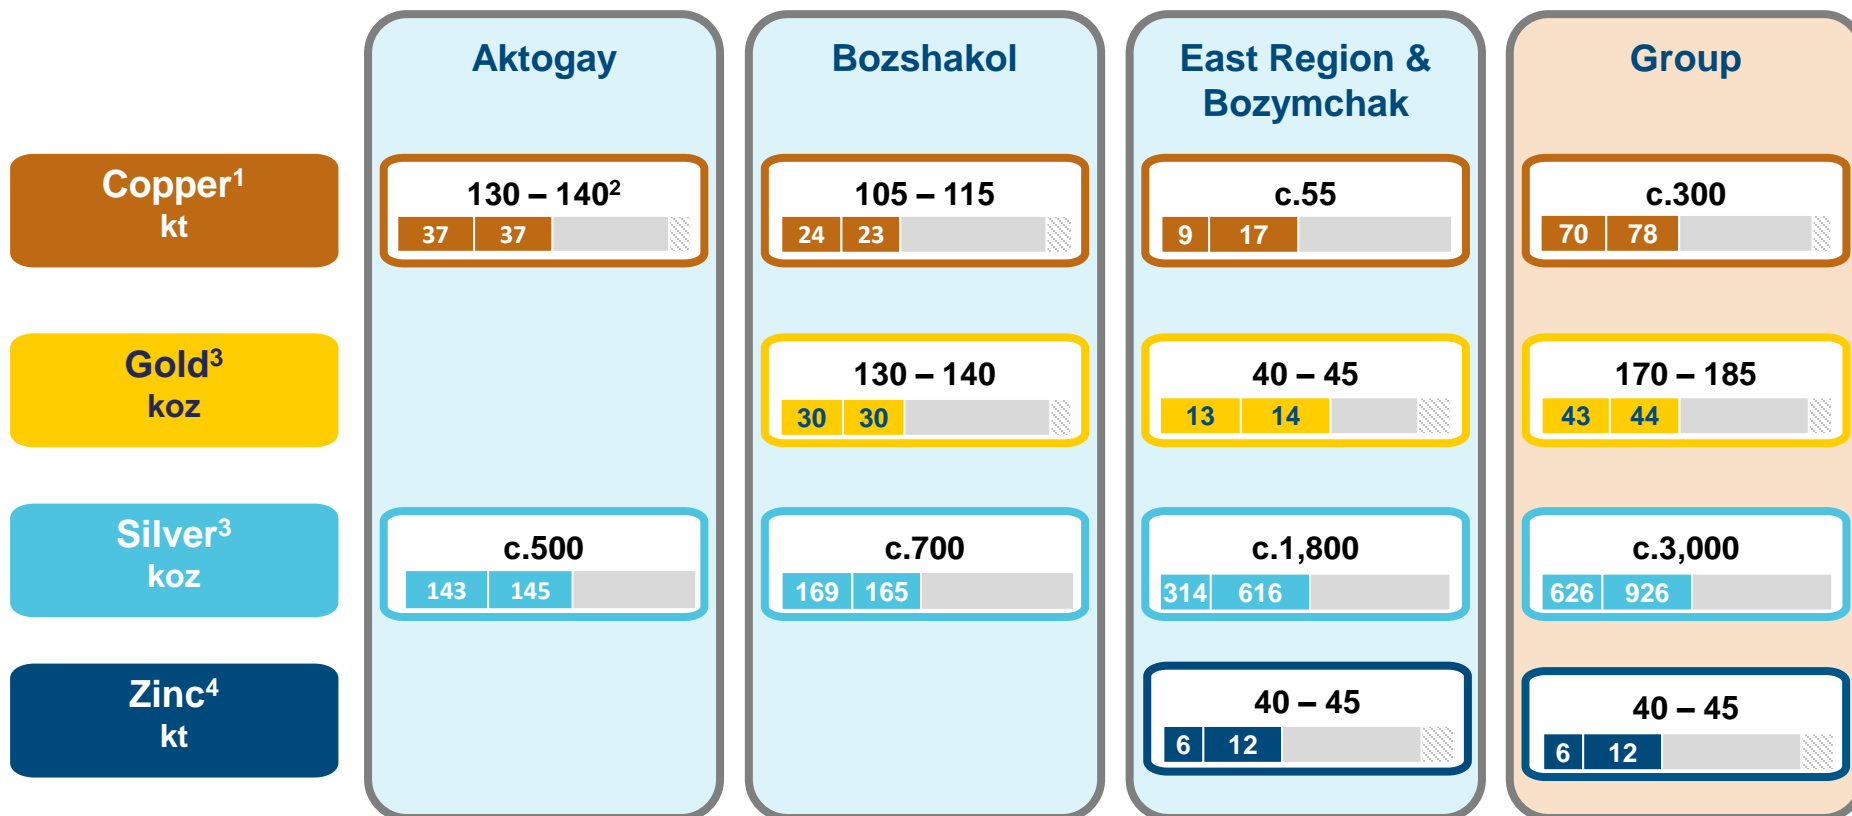 Aktogay
Bozshakol
East Region &
Bozymchak
Group
Copper¹
kt
130 – 140²
37 37
105 – 115
24 23
c.55
9 17
c.300
70 78
Gold³
koz
130 – 140
30 30
40 – 45
13 14
170 – 185
43 44
Silver³
koz
c.500
143 145
c.700
169 165
c.1,800
314 616
c.3,000
626 926
Zinc⁴
kt
40 – 45
6 12
40 – 45
6 12